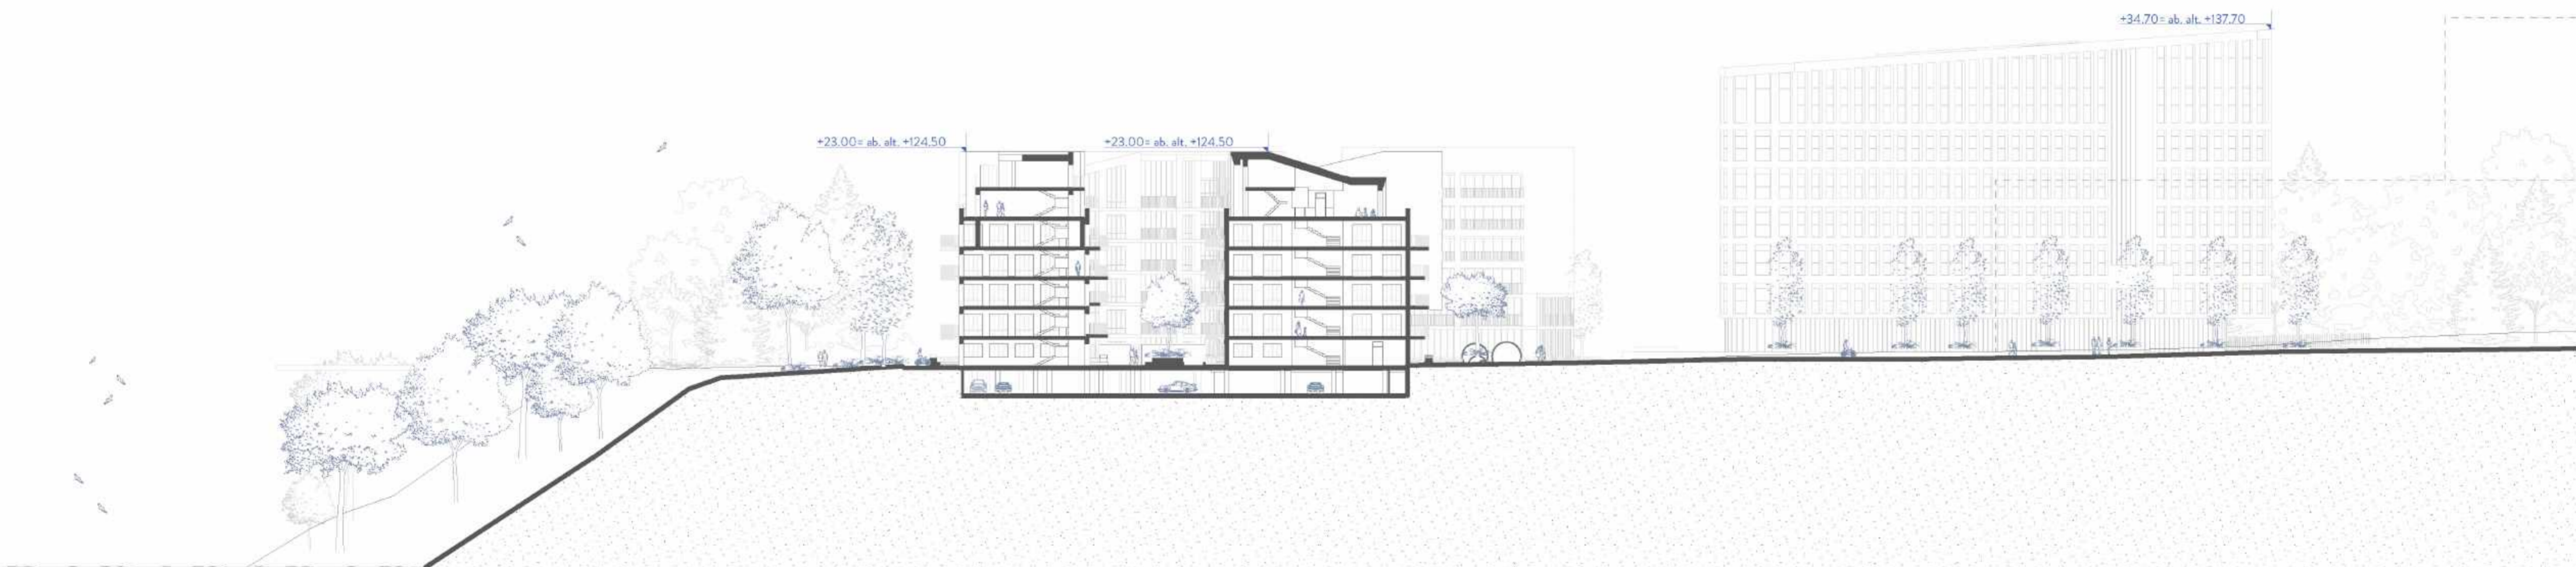 +34.70= ab. alt. +137.70
+23.00= ab. alt. +124.50
+23.00= ab. alt. +124.50